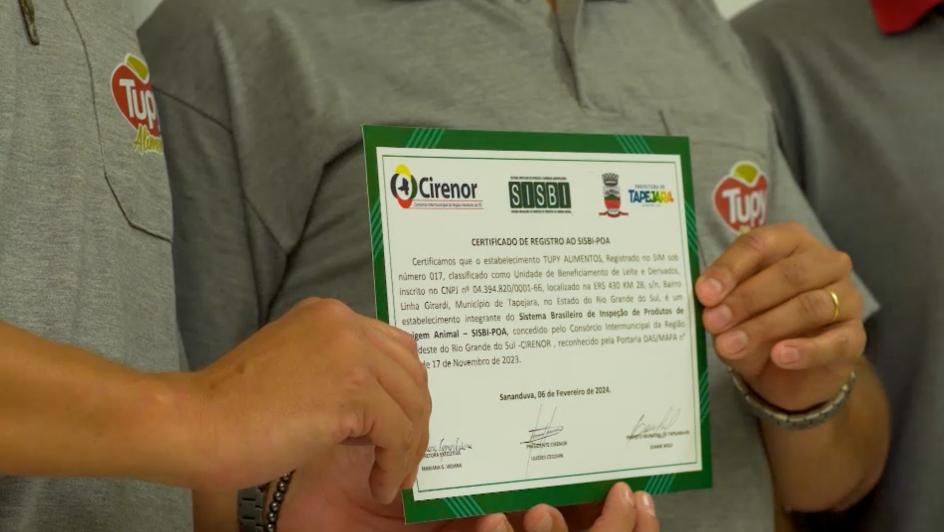 Tupy
Alimen
Cirenor
SISBI
PREFEITURA DE
TAPEJARA
Tupy
CERTIFICADO DE REGISTRO AO SISBI-POA
Certificamos que o estabelecimento TUPY ALIMENTOS, Registrado no SIM sob
número 017, classificado como Unidade de Beneficiamento de Leite e Derivados,
inscrito no CNPJ nº 04.394.820/0001-66, localizado na ERS 430 KM 28, s/n, Bairro
Linha Girardi, Município de Tapejara, no Estado do Rio Grande do Sul, é um
estabelecimento integrante do Sistema Brasileiro de Inspeção de Produtos de
rigem Animal – SISBI-POA, concedido pelo Consórcio Intermunicipal da Região
deste do Rio Grande do Sul -CIRENOR , reconhecido pela Portaria DAS/MAPA nº
de 17 de Novembro de 2023.
Sananduva, 06 de Fevereiro de 2024.
PRESIDENTE CIRENOR